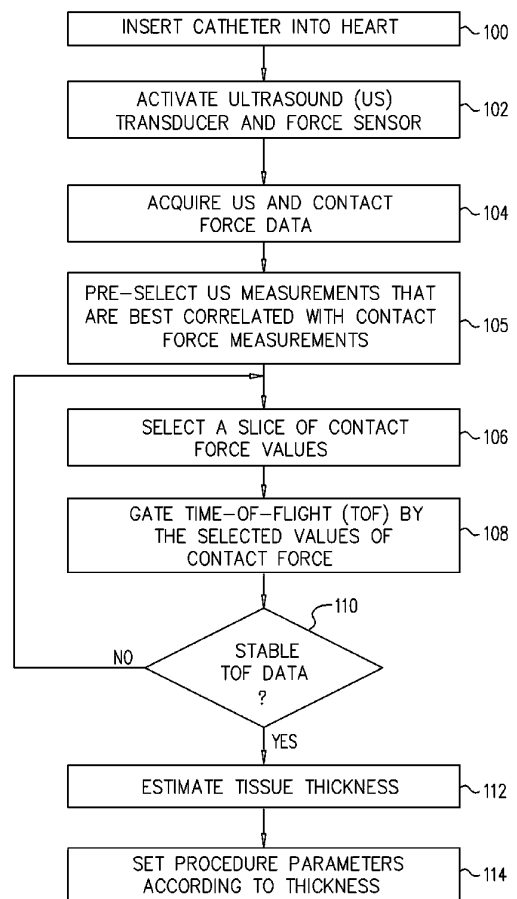 INSERT CATHETER INTO HEART
100
ACTIVATE ULTRASOUND (US)
TRANSDUCER AND FORCE SENSOR
102
ACQUIRE US AND CONTACT
FORCE DATA
104
PRE-SELECT US MEASUREMENTS THAT
ARE BEST CORRELATED WITH CONTACT
FORCE MEASUREMENTS
105
SELECT A SLICE OF CONTACT
FORCE VALUES
106
GATE TIME-OF-FLIGHT (TOF) BY
THE SELECTED VALUES OF
CONTACT FORCE
108
110
STABLE
TOF DATA
?
NO
YES
ESTIMATE TISSUE THICKNESS
112
SET PROCEDURE PARAMETERS
ACCORDING TO THICKNESS
114